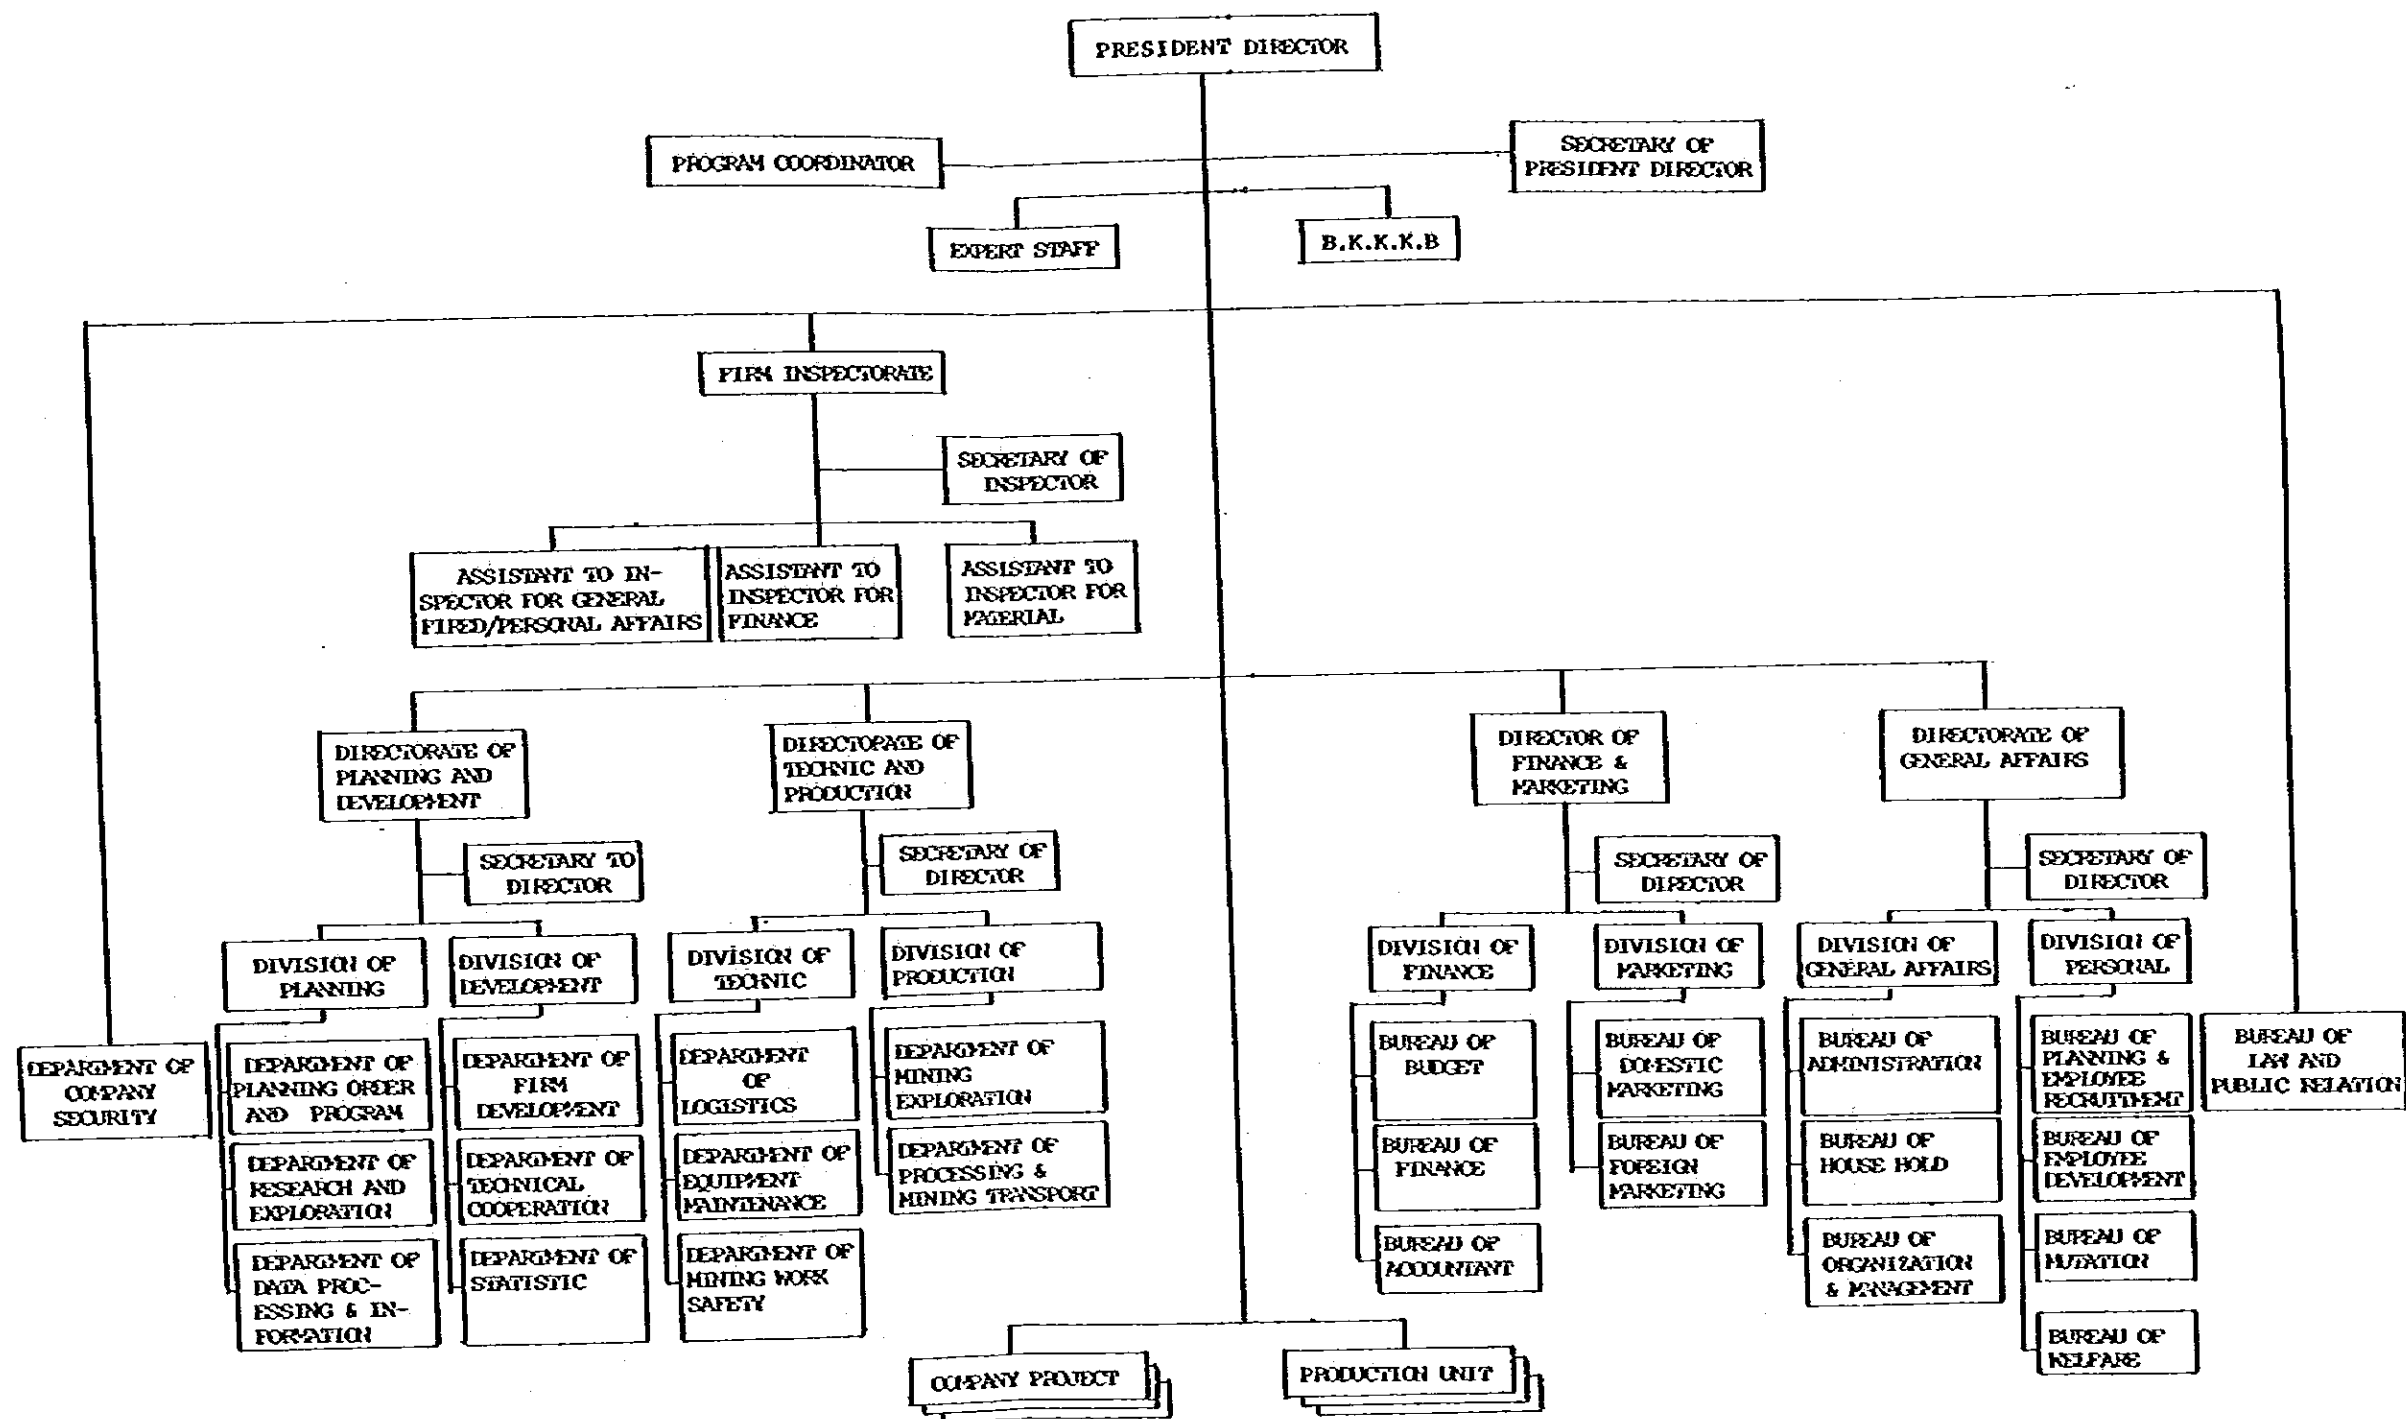 PRESIDENT DIRECTOR
PROGRAM COORDINATOR
SECRETARY OF
PRESIDENT DIRECTOR
EXPERT STAFF
B.K.K.K.B
FIRM INSPECTORATE
SECRETARY OF
INSPECTOR
ASSISTANT TO IN-
SPECTOR FOR GENERAL
FIRED/PERSONAL AFFAIRS
ASSISTANT TO
INSPECTOR FOR
FINANCE
ASSISTANT TO
INSPECTOR FOR
MATERIAL
DIRECTORATE OF
PLANNING AND
DEVELOPMENT
DIRECTORATE OF
TECHNIC AND
PRODUCTION
DIRECTOR OF
FINANCE &
MARKETING
DIRECTORATE OF
GENERAL AFFAIRS
SECRETARY TO
DIRECTOR
SECRETARY OF
DIRECTOR
SECRETARY OF
DIRECTOR
SECRETARY OF
DIRECTOR
DIVISION OF
PLANNING
DIVISION OF
DEVELOPMENT
DIVISION OF
TECHNIC
DIVISION OF
PRODUCTION
DIVISION OF
FINANCE
DIVISION OF
MARKETING
DIVISION OF
GENERAL AFFAIRS
DIVISION OF
PERSONAL
DEPARTMENT OF
COMPANY
SECURITY
DEPARTMENT OF
PLANNING ORDER
AND PROGRAM
DEPARTMENT OF
FIRM
DEVELOPMENT
DEPARTMENT
OF
LOGISTICS
DEPARTMENT OF
MINING
EXPLORATION
BUREAU OF
BUDGET
BUREAU OF
DOMESTIC
MARKETING
BUREAU OF
ADMINISTRATION
BUREAU OF
PLANNING &
EMPLOYEE
RECRUITMENT
BUREAU OF
LAW AND
PUBLIC RELATION
DEPARTMENT OF
RESEARCH AND
EXPLORATION
DEPARTMENT OF
TECHNICAL
COOPERATION
DEPARTMENT OF
EQUIPMENT
MAINTENANCE
DEPARTMENT OF
PROCESSING &
MINING TRANSPORT
BUREAU OF
FINANCE
BUREAU OF
FOREIGN
MARKETING
BUREAU OF
HOUSE HOLD
BUREAU OF
EMPLOYEE
DEVELOPMENT
DEPARTMENT OF
DATA PROC-
ESSING & IN-
FORMATION
DEPARTMENT OF
STATISTIC
DEPARTMENT OF
MINING WORK
SAFETY
BUREAU OF
ACCOUNTANT
BUREAU OF
ORGANIZATION
& MANAGEMENT
BUREAU OF
MUTATION
BUREAU OF
WELFARE
COMPANY PROJECT
PRODUCTION UNIT